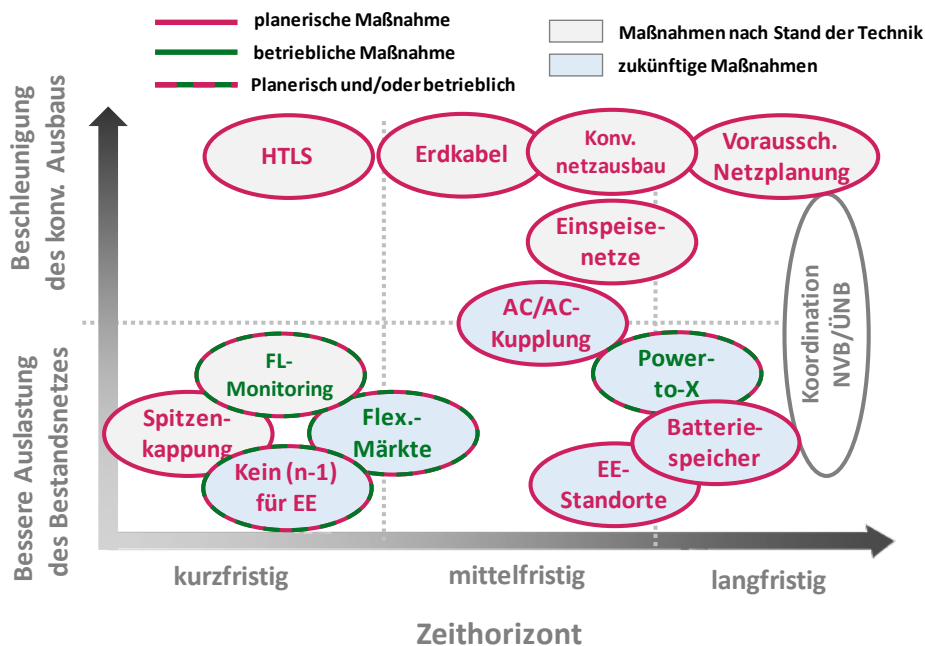 planerische Maßnahme
betriebliche Maßnahme
Planerisch und/oder betrieblich
Maßnahmen nach Stand der Technik
zukünftige Maßnahmen
Beschleunigung
des konv. Ausbaus
Bessere Auslastung
des Bestandsnetzes
HTLS
Erdkabel
Konv.
netzausbau
Voraussch.
Netzplanung
Einspeise-
netze
AC/AC-
Kupplung
FL-
Monitoring
Spitzen-
kappung
Flex.-
Märkte
Kein (n-1)
für EE
Power-
to-X
Batterie-
speicher
EE-
Standorte
Koordination
NVB/ÜNB
kurzfristig
mittelfristig
langfristig
Zeithorizont